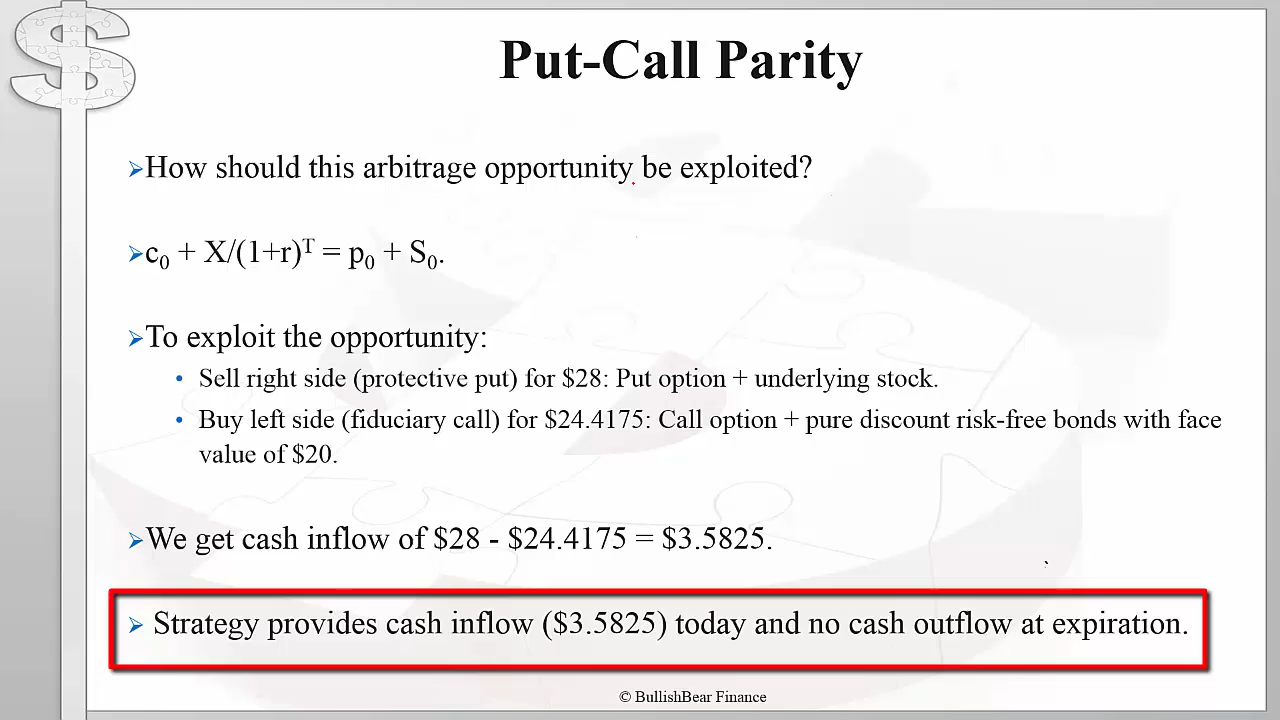 Put-Call Parity
➢How should this arbitrage opportunity be exploited?
➢c₀ + X/(1+r)ᵀ = p₀ + S₀.
➢To exploit the opportunity:
• Sell right side (protective put) for $28: Put option + underlying stock.
• Buy left side (fiduciary call) for $24.4175: Call option + pure discount risk-free bonds with face
value of $20.
➢We get cash inflow of $28 - $24.4175 = $3.5825.
➢ Strategy provides cash inflow ($3.5825) today and no cash outflow at expiration.
© BullishBear Finance